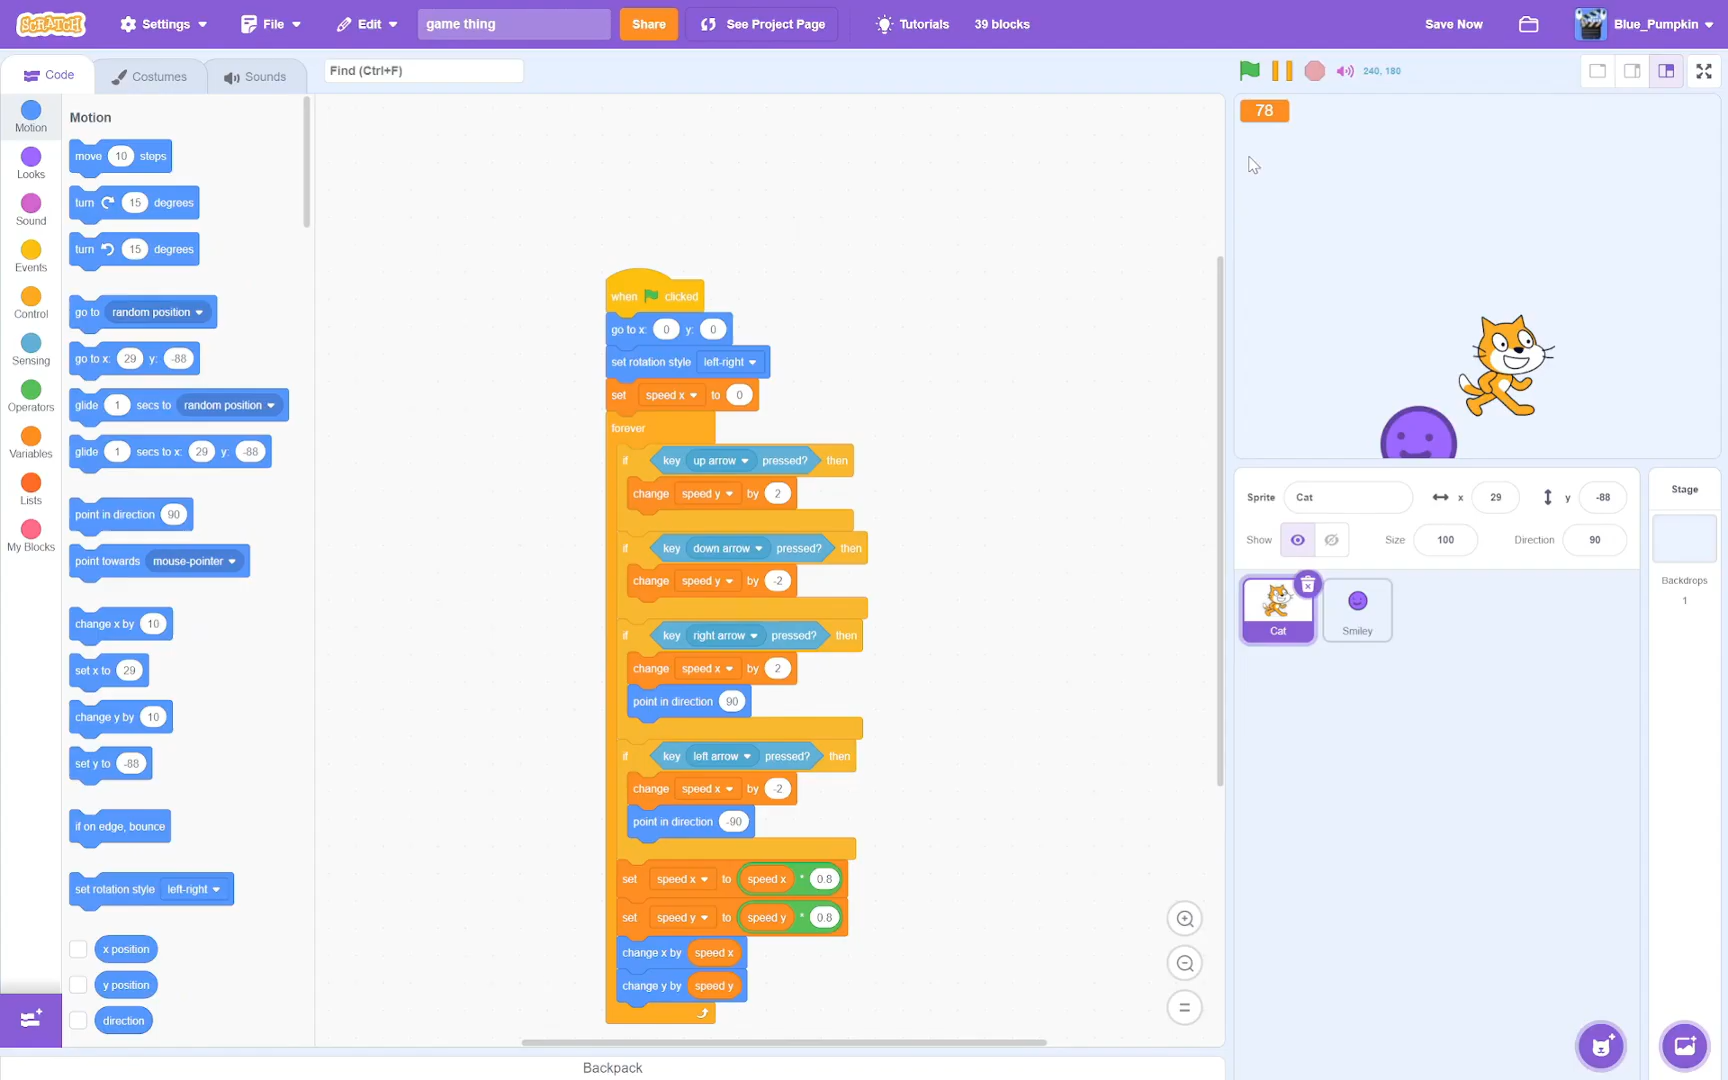 SCRATCH Settings File Edit game thing Share See Project Page Tutorials 39 blocks Save Now Blue_Pumpkin
Code Costumes Sounds Find (Ctrl+F) 240, 180
Motion
Looks
Sound
Events
Control
Sensing
Operators
Variables
Lists
My Blocks
Motion
move 10 steps
turn 15 degrees
turn 15 degrees
go to random position
go to x: 29 y: -88
glide 1 secs to random position
glide 1 secs to x: 29 y: -88
point in direction 90
point towards mouse-pointer
change x by 10
set x to 29
change y by 10
set y to -88
if on edge, bounce
set rotation style left-right
x position
y position
direction
when clicked
go to x: 0 y: 0
set rotation style left-right
set speed x to 0
forever
if key up arrow pressed? then
change speed y by 2
if key down arrow pressed? then
change speed y by -2
if key right arrow pressed? then
change speed x by 2
point in direction 90
if key left arrow pressed? then
change speed x by -2
point in direction -90
set speed x to speed x * 0.8
set speed y to speed y * 0.8
change x by speed x
change y by speed y
Backpack
78
Sprite Cat x 29 y -88
Show Size 100 Direction 90
Cat
Smiley
Stage
Backdrops
1